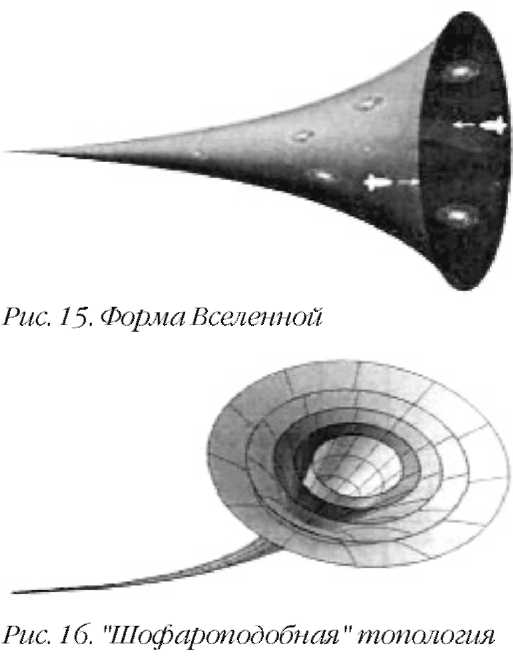 Рис. 15. Форма Вселенной
Рис. 16. "Шофароподобная" топология